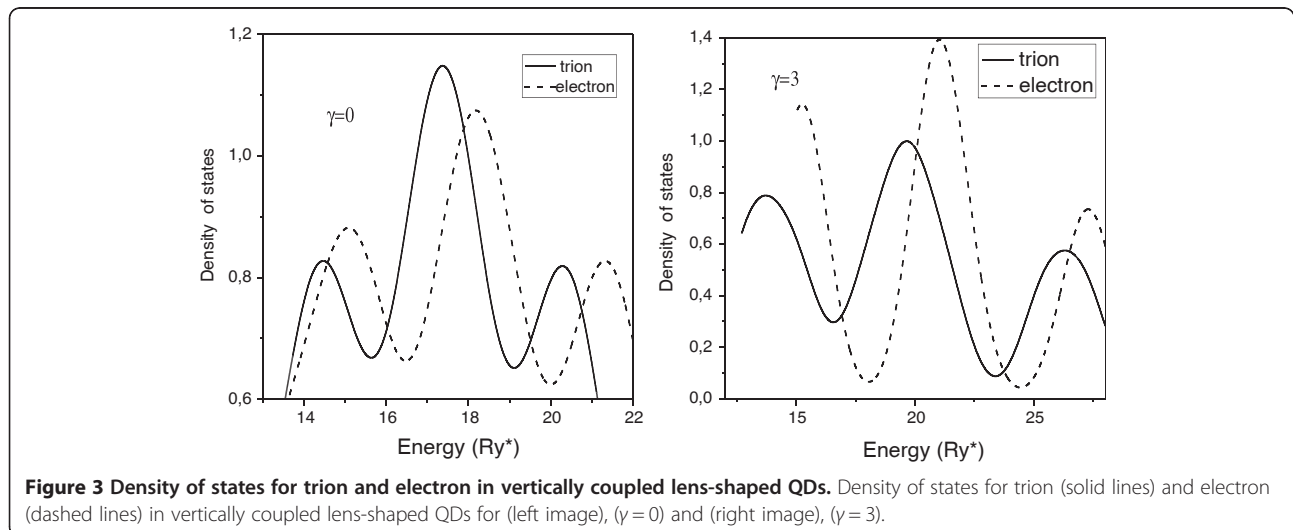 1,2
1,0
0,8
0,6
Density of states
γ=0
trion
electron
14 16 18 20 22
Energy (Ry*)
1,4
1,2
1,0
0,8
0,6
0,4
0,2
0,0
Density of states
γ=3
trion
electron
15 20 25
Energy (Ry*)
Figure 3 Density of states for trion and electron in vertically coupled lens-shaped QDs. Density of states for trion (solid lines) and electron
(dashed lines) in vertically coupled lens-shaped QDs for (left image), (γ = 0) and (right image), (γ = 3).